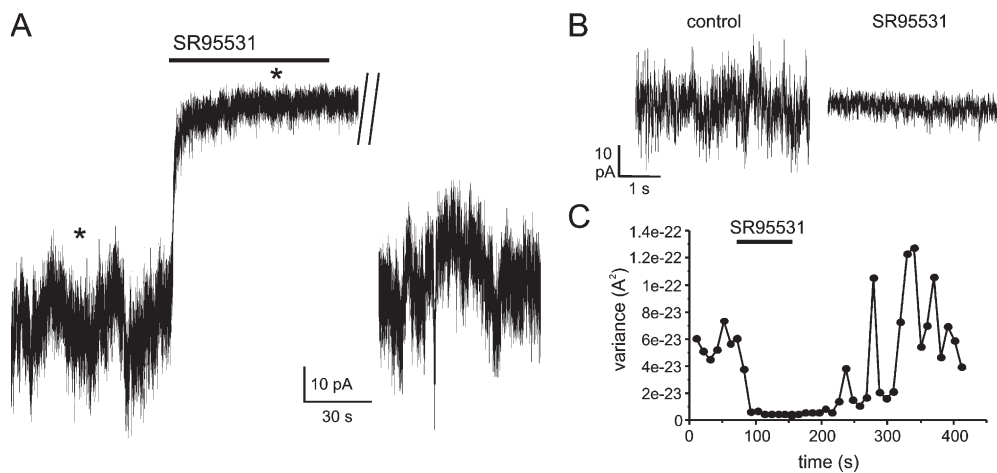 A
SR95531
*
*
10 pA
30 s
B
control
SR95531
10
pA
1 s
C
SR95531
1.4e-22
1.2e-22
1e-22
8e-23
6e-23
4e-23
2e-23
0
variance (A²)
0 100 200 300 400
time (s)